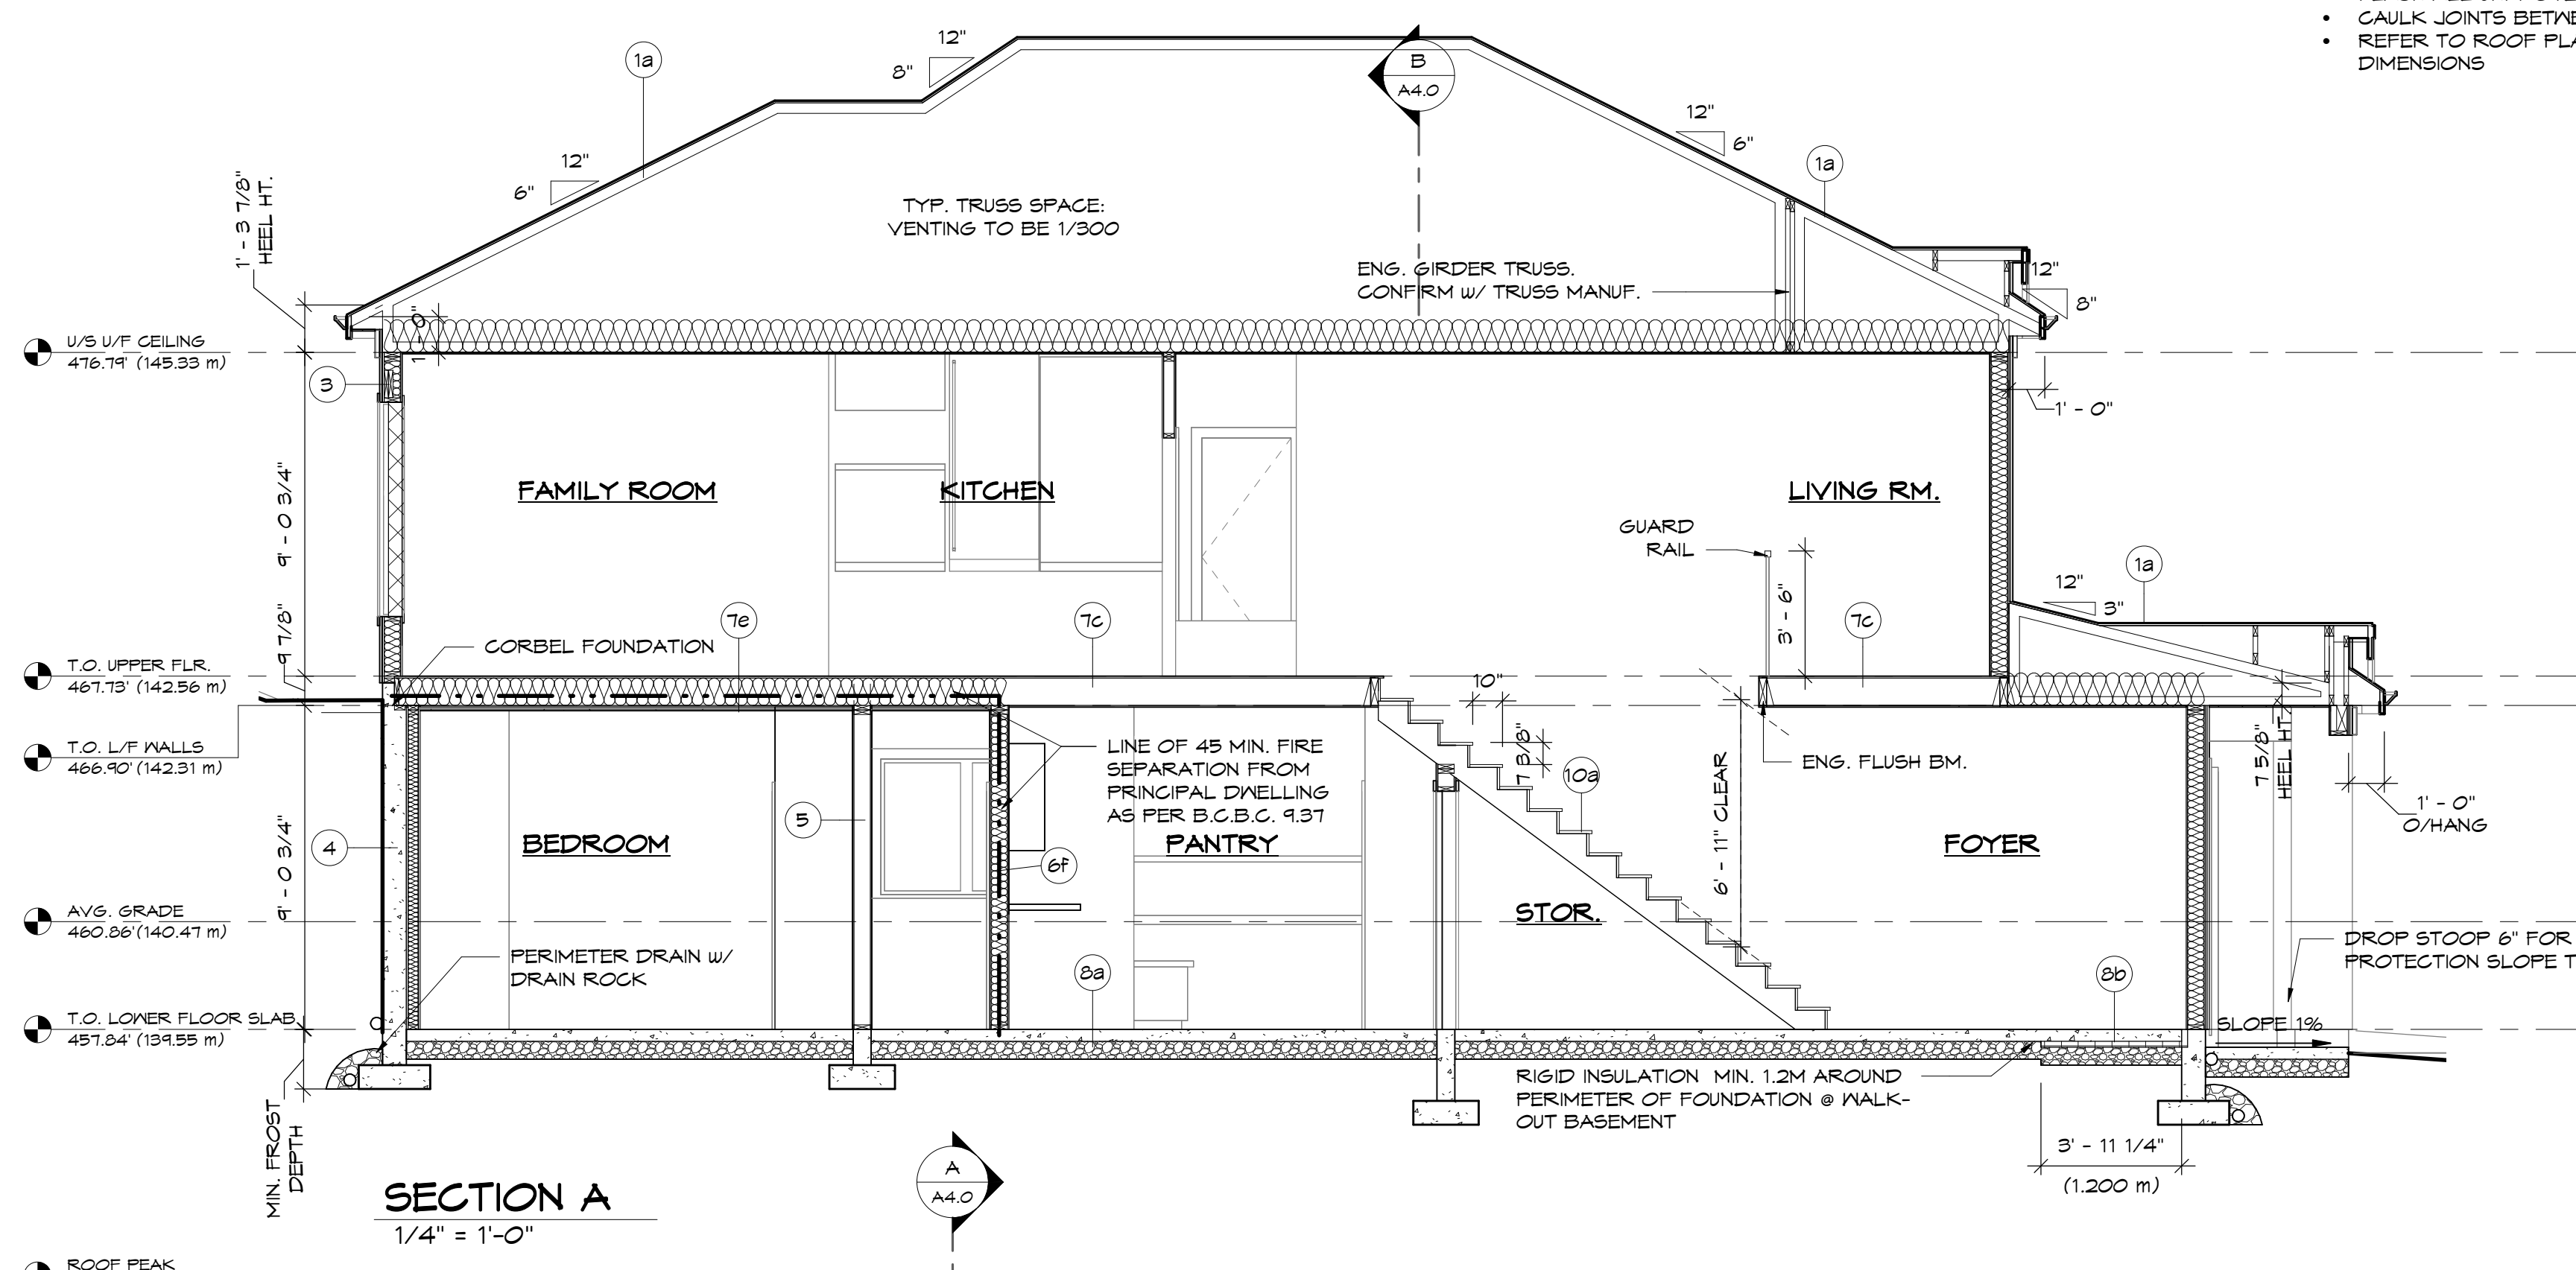 • CAULK JOINTS BETWE
• REFER TO ROOF PLA
DIMENSIONS
12"
8"
1a
B
A4.0
12"
6"
1a
12"
6"
1' - 3 7/8"
HEEL HT.
TYP. TRUSS SPACE:
VENTING TO BE 1/300
ENG. GIRDER TRUSS.
CONFIRM w/ TRUSS MANUF.
12"
8"
1' - 0"
U/S U/F CEILING
476.79' (145.33 m)
3
1' - 0"
9' - 0 3/4"
FAMILY ROOM
KITCHEN
LIVING RM.
GUARD
RAIL
3' - 6"
1a
12"
3"
9 7/8"
CORBEL FOUNDATION
7e
7c
7c
T.O. UPPER FLR.
467.73' (142.56 m)
10"
T.O. L/F WALLS
466.90' (142.31 m)
LINE OF 45 MIN. FIRE
SEPARATION FROM
PRINCIPAL DWELLING
AS PER B.C.B.C. 9.37
7 3/8"
10a
ENG. FLUSH BM.
6' - 11" CLEAR
7 5/8"
HEEL HT
1' - 0"
O/HANG
9' - 0 3/4"
4
BEDROOM
5
6f
PANTRY
FOYER
STOR.
AVG. GRADE
460.86' (140.47 m)
PERIMETER DRAIN w/
DRAIN ROCK
8a
8b
DROP STOOP 6" FOR
PROTECTION SLOPE T
T.O. LOWER FLOOR SLAB
457.84' (139.55 m)
SLOPE 1%
RIGID INSULATION MIN. 1.2M AROUND
PERIMETER OF FOUNDATION @ WALK-
OUT BASEMENT
MIN. FROST
DEPTH
3' - 11 1/4"
(1.200 m)
A
A4.0
SECTION A
1/4" = 1'-0"
ROOF PEAK